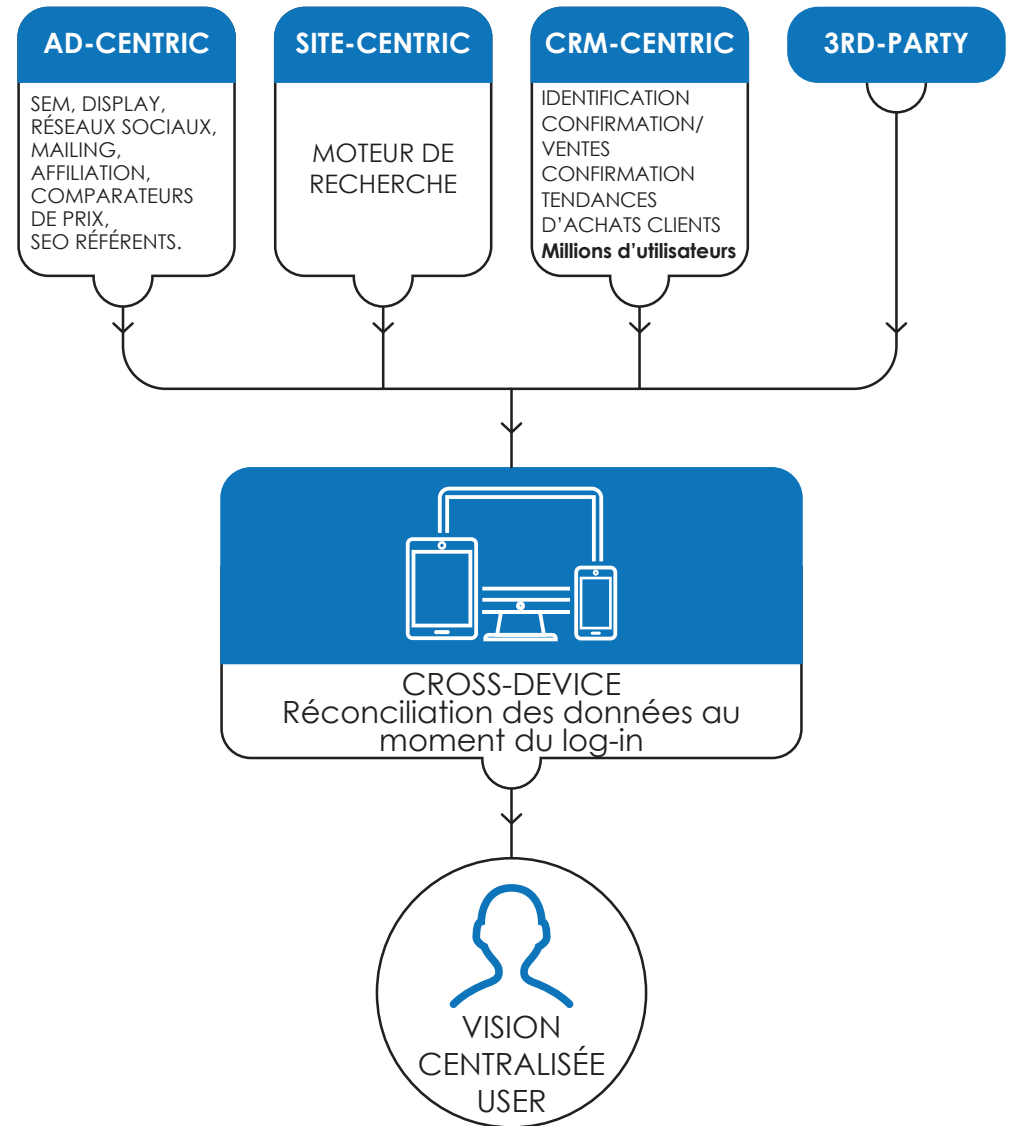 AD-CENTRIC
SEM, DISPLAY,
RÉSEAUX SOCIAUX,
MAILING,
AFFILIATION,
COMPARATEURS
DE PRIX,
SEO RÉFÉRENTS.
SITE-CENTRIC
MOTEUR DE
RECHERCHE
CRM-CENTRIC
IDENTIFICATION
CONFIRMATION/
VENTES
CONFIRMATION
TENDANCES
D’ACHATS CLIENTS
Millions d’utilisateurs
3RD-PARTY
CROSS-DEVICE
Réconciliation des données au
moment du log-in
VISION
CENTRALISÉE
USER